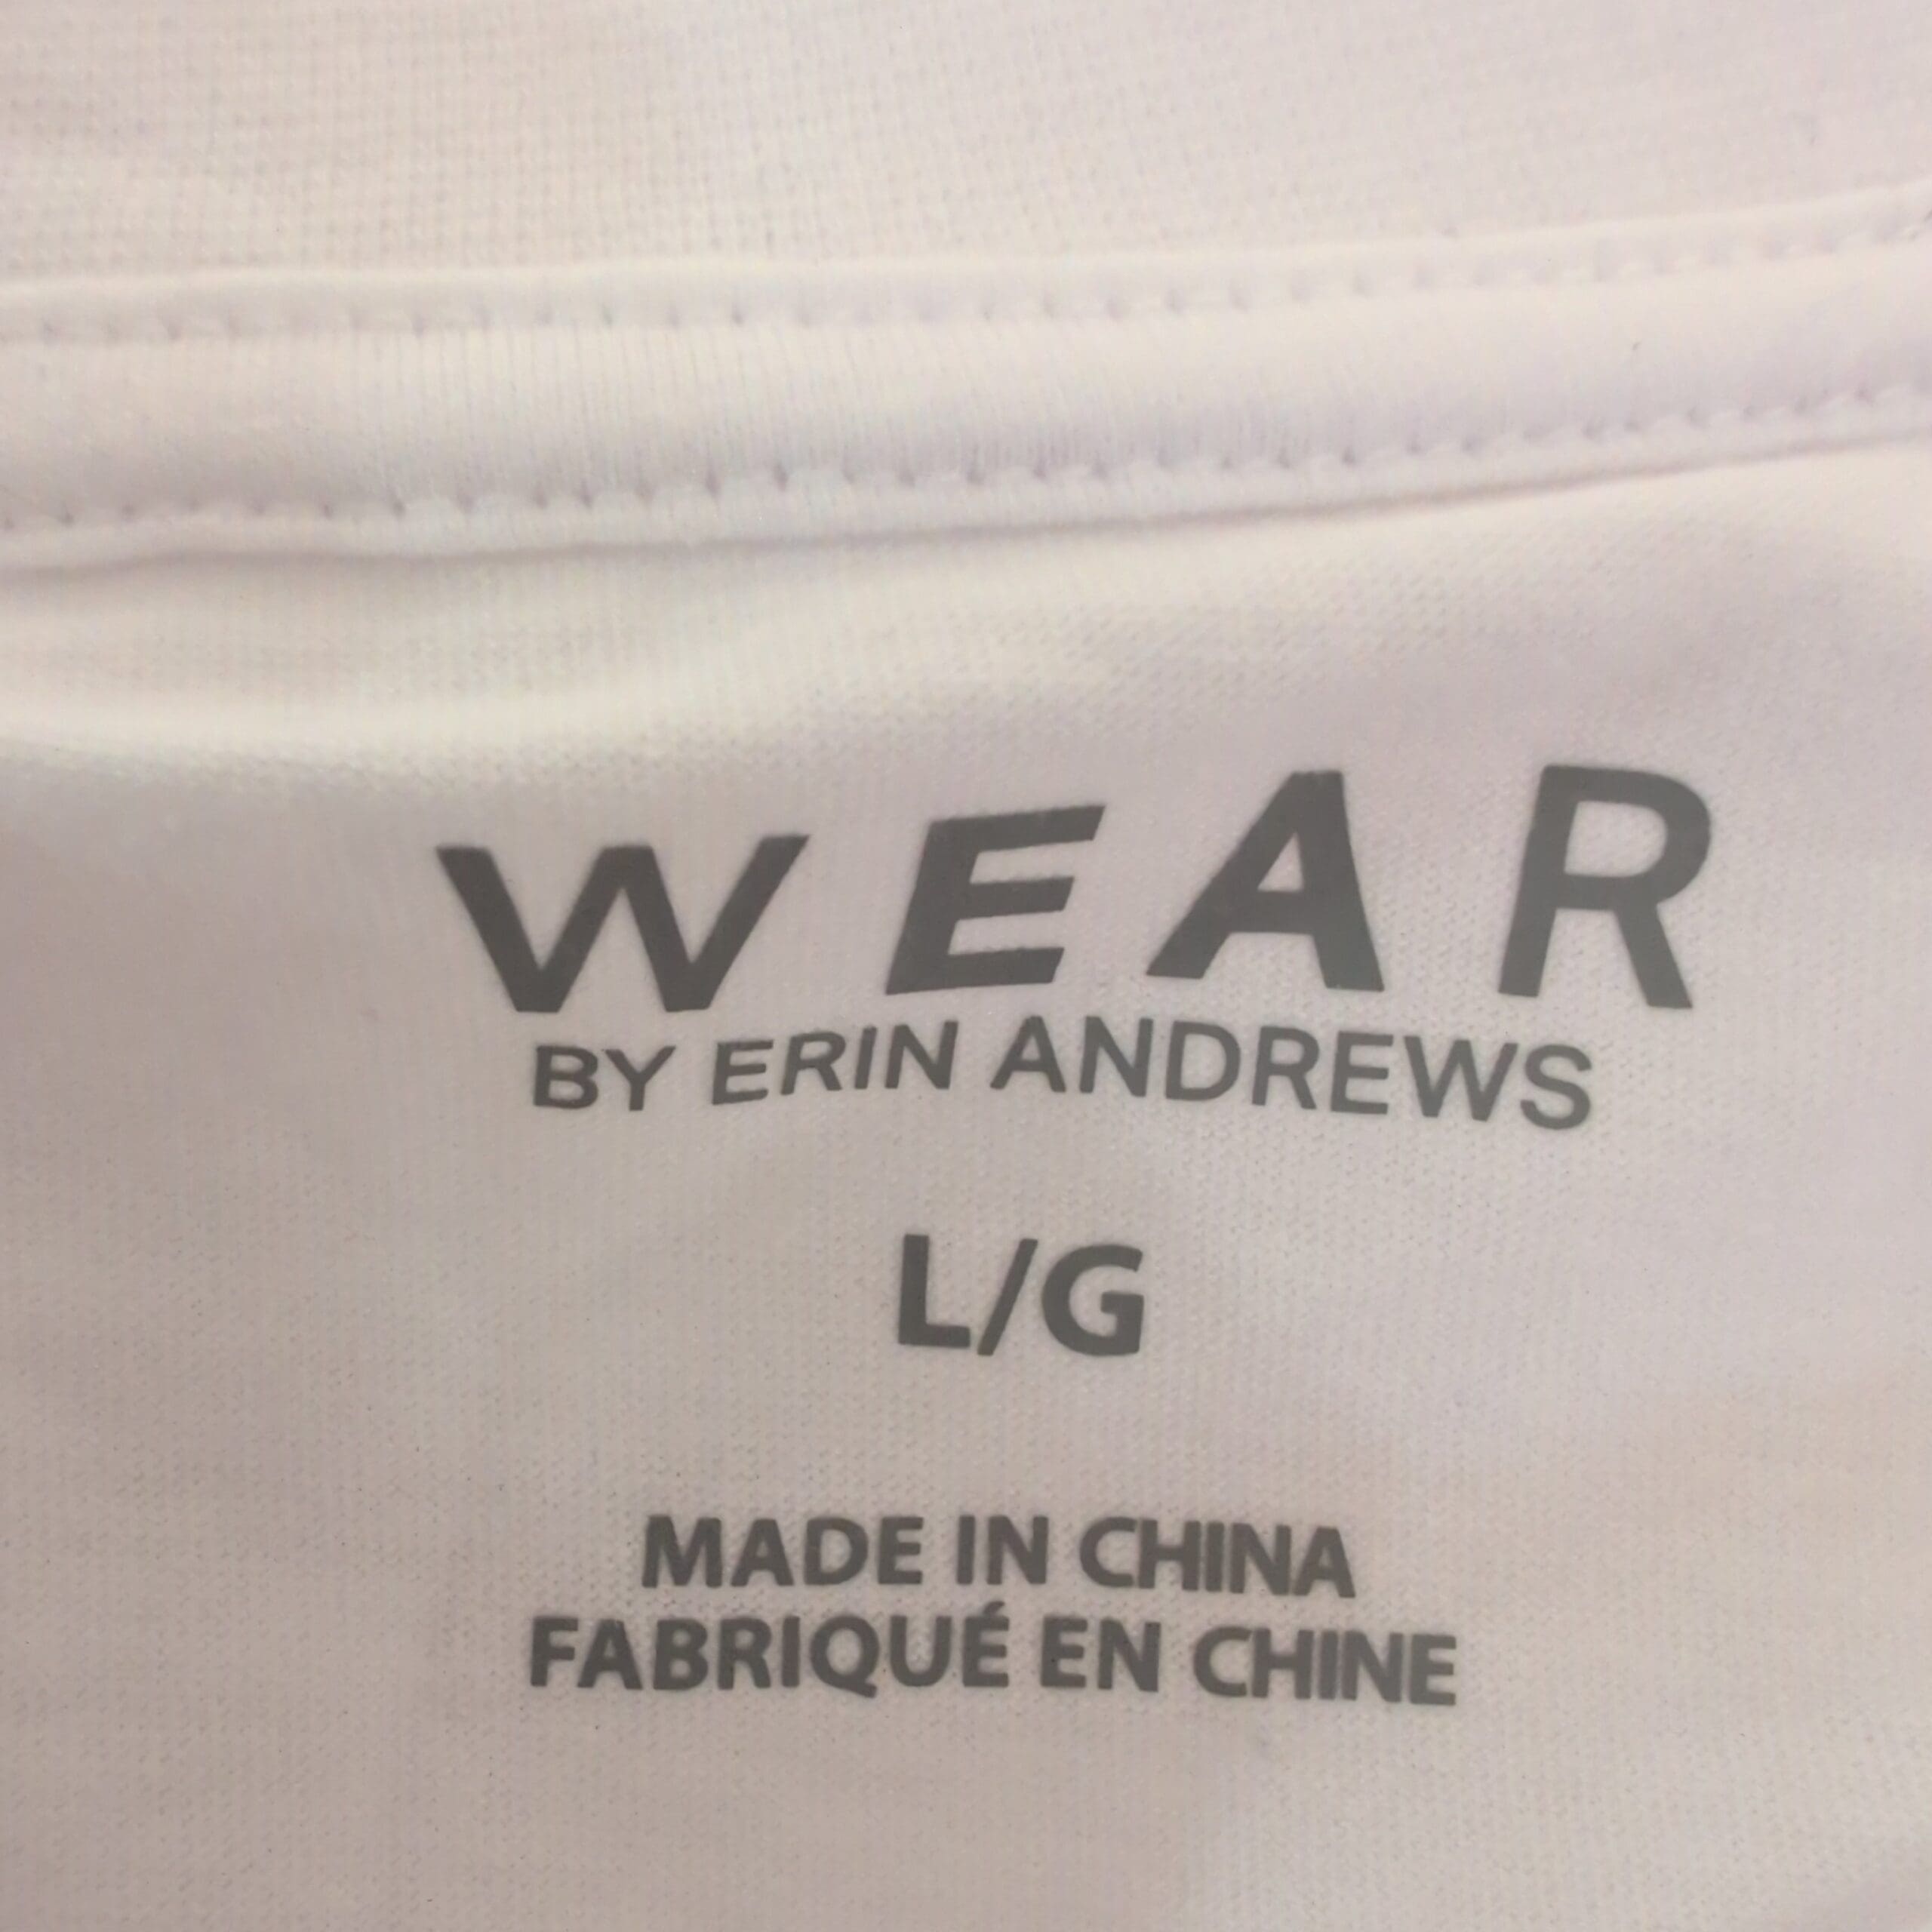 WEAR
BY ERIN ANDREWS
L/G
MADE IN CHINA
FABRIQUÉ EN CHINE